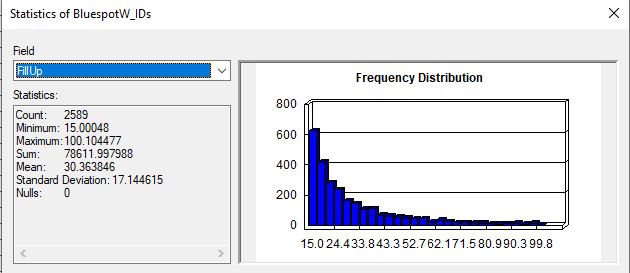 Statistics of BluespotW_IDs
Field
FillUp
Statistics:
Count: 2589
Minimum: 15.00048
Maximum: 100.104477
Sum: 78611.997988
Mean: 30.363846
Standard Deviation: 17.144615
Nulls: 0
Frequency Distribution
800
600
400
200
0
15.0 24.4 33.8 43.3 52.7 62.1 71.5 80.9 90.3 99.8